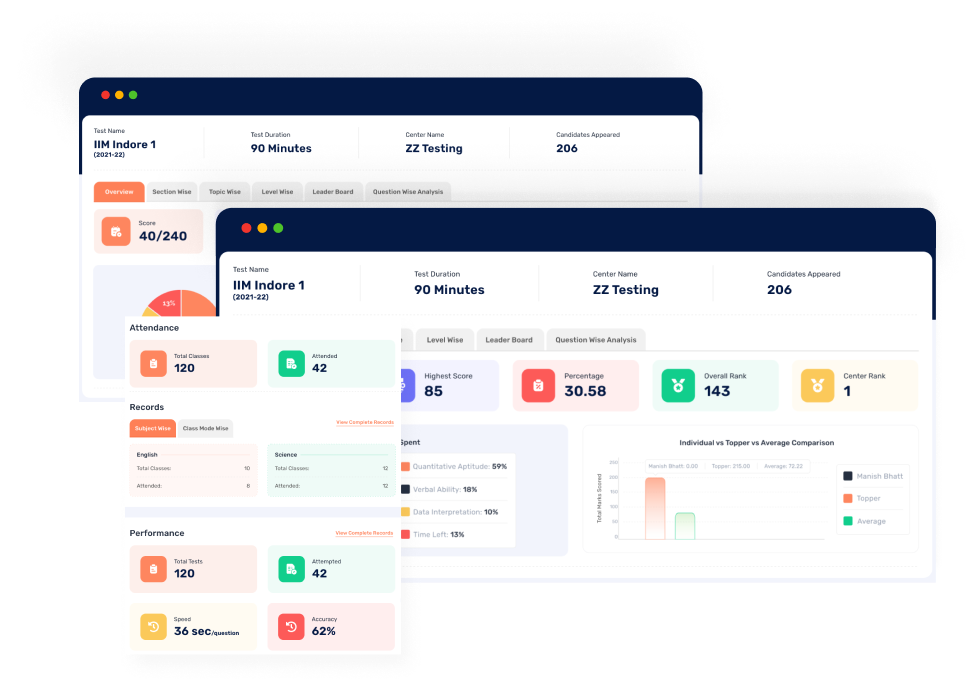 Test Name
IIM Indore 1
(2021-22)
Test Duration
90 Minutes
Center Name
ZZ Testing
Candidates Appeared
206
Overview
Section Wise
Topic Wise
Level Wise
Leader Board
Question Wise Analysis
Score
40/240
13%
Test Name
IIM Indore 1
(2021-22)
Test Duration
90 Minutes
Center Name
ZZ Testing
Candidates Appeared
206
Level Wise
Leader Board
Question Wise Analysis
Highest Score
85
Percentage
30.58
Overall Rank
143
Center Rank
1
Spent
Quantitative Aptitude: 59%
Verbal Ability: 18%
Data Interpretation: 10%
Time Left: 13%
Individual vs Topper vs Average Comparison
Manish Bhatt: 0.00
Topper: 215.00
Average: 72.22
Total Marks Scored
250
200
150
100
50
0
Manish Bhatt
Topper
Average
Attendance
Total Classes
120
Attended
42
Records
View Complete Records
Subject Wise
Class Mode Wise
English
Total Classes: 10
Attended: 8
Science
Total Classes: 12
Attended: 12
Performance
View Complete Records
Total Tests
120
Attempted
42
Speed
36 sec/question
Accuracy
62%